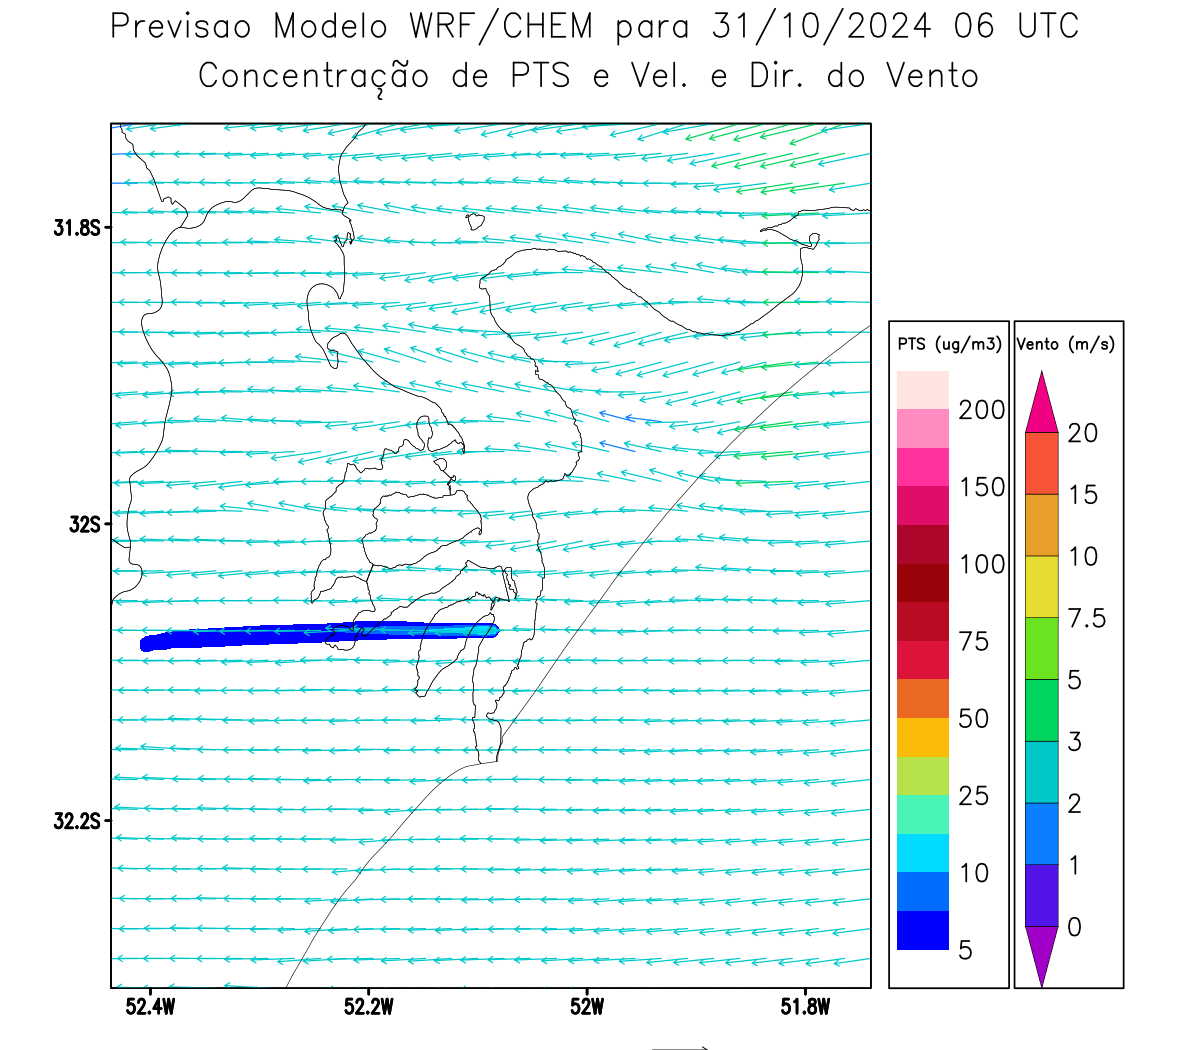 Previsao Modelo WRF/CHEM para 31/10/2024 06 UTC
Concentração de PTS e Vel. e Dir. do Vento
31.8S
32S
32.2S
52.4W
52.2W
52W
51.8W
PTS (ug/m3)
200
150
100
75
50
25
10
5
Vento (m/s)
20
15
10
7.5
5
3
2
1
0